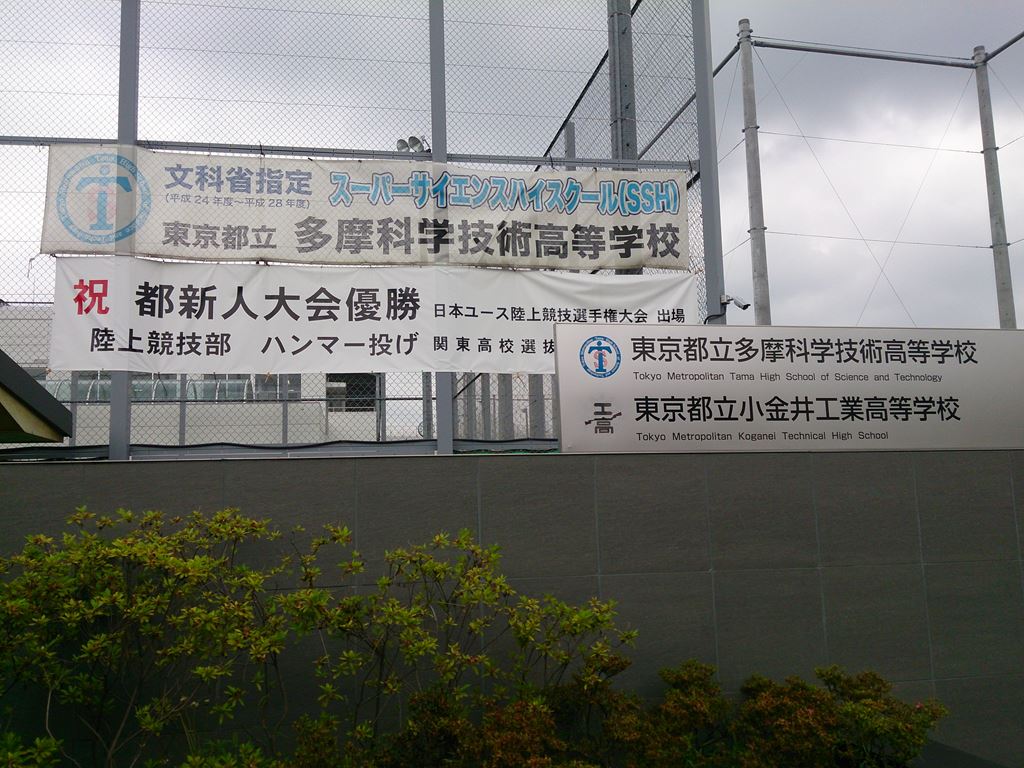 文科省指定 スーパーサイエンスハイスクール(SSH)
(平成24年度～平成28年度)
東京都立 多摩科学技術高等学校
祝 都新人大会優勝 日本ユース陸上競技選手権大会 出場
陸上競技部 ハンマー投げ 関東高校選抜
東京都立多摩科学技術高等学校
Tokyo Metropolitan Tama High School of Science and Technology
工高
東京都立小金井工業高等学校
Tokyo Metropolitan Koganei Technical High School